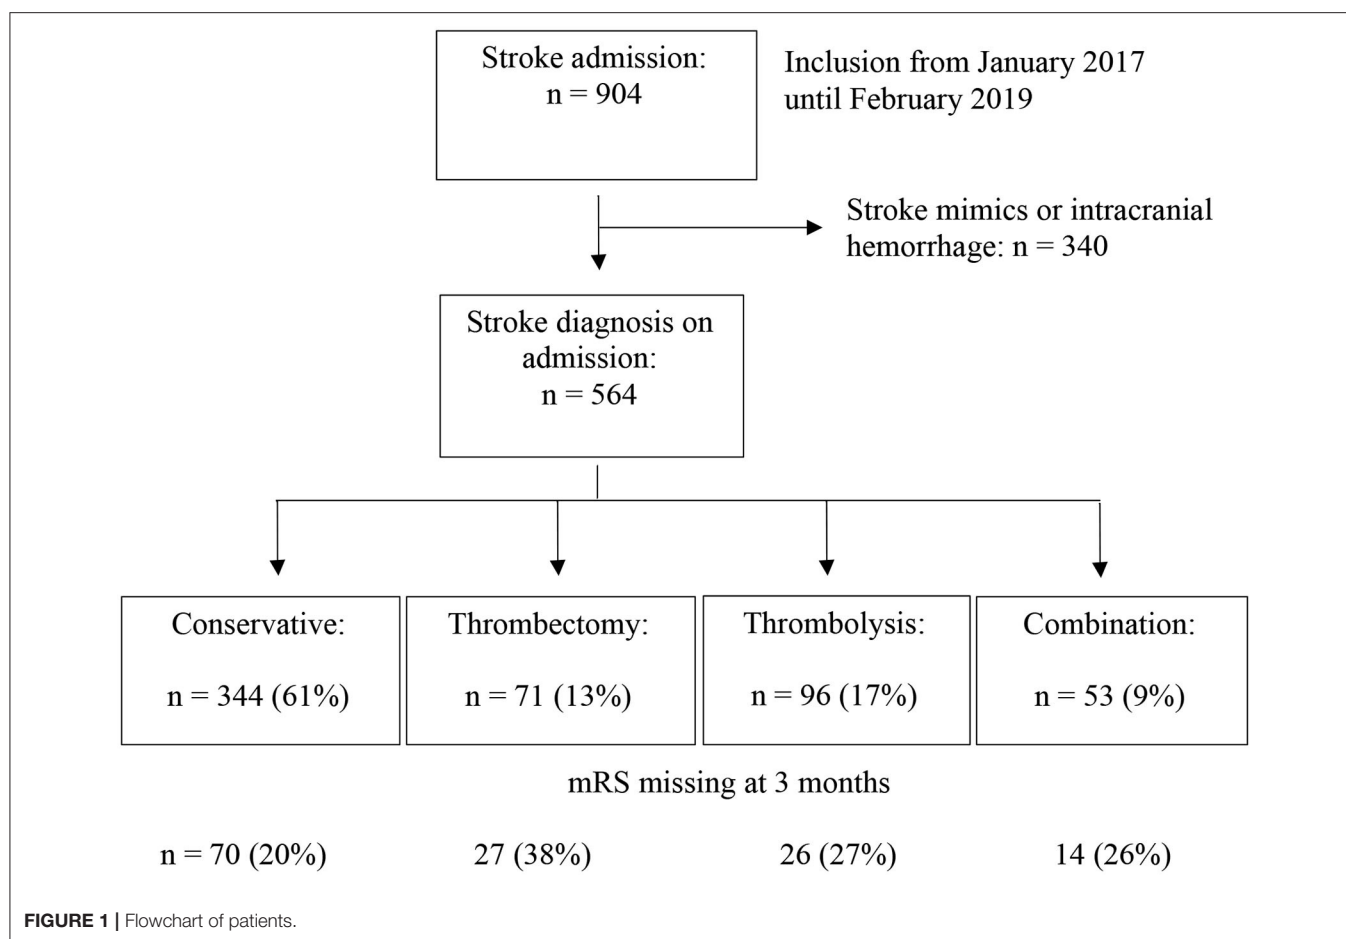 Stroke admission:
n = 904
Inclusion from January 2017
until February 2019
Stroke mimics or intracranial
hemorrhage: n = 340
Stroke diagnosis on
admission:
n = 564
Conservative:
n = 344 (61%)
Thrombectomy:
n = 71 (13%)
Thrombolysis:
n = 96 (17%)
Combination:
n = 53 (9%)
mRS missing at 3 months
n = 70 (20%)
27 (38%)
26 (27%)
14 (26%)
FIGURE 1 | Flowchart of patients.